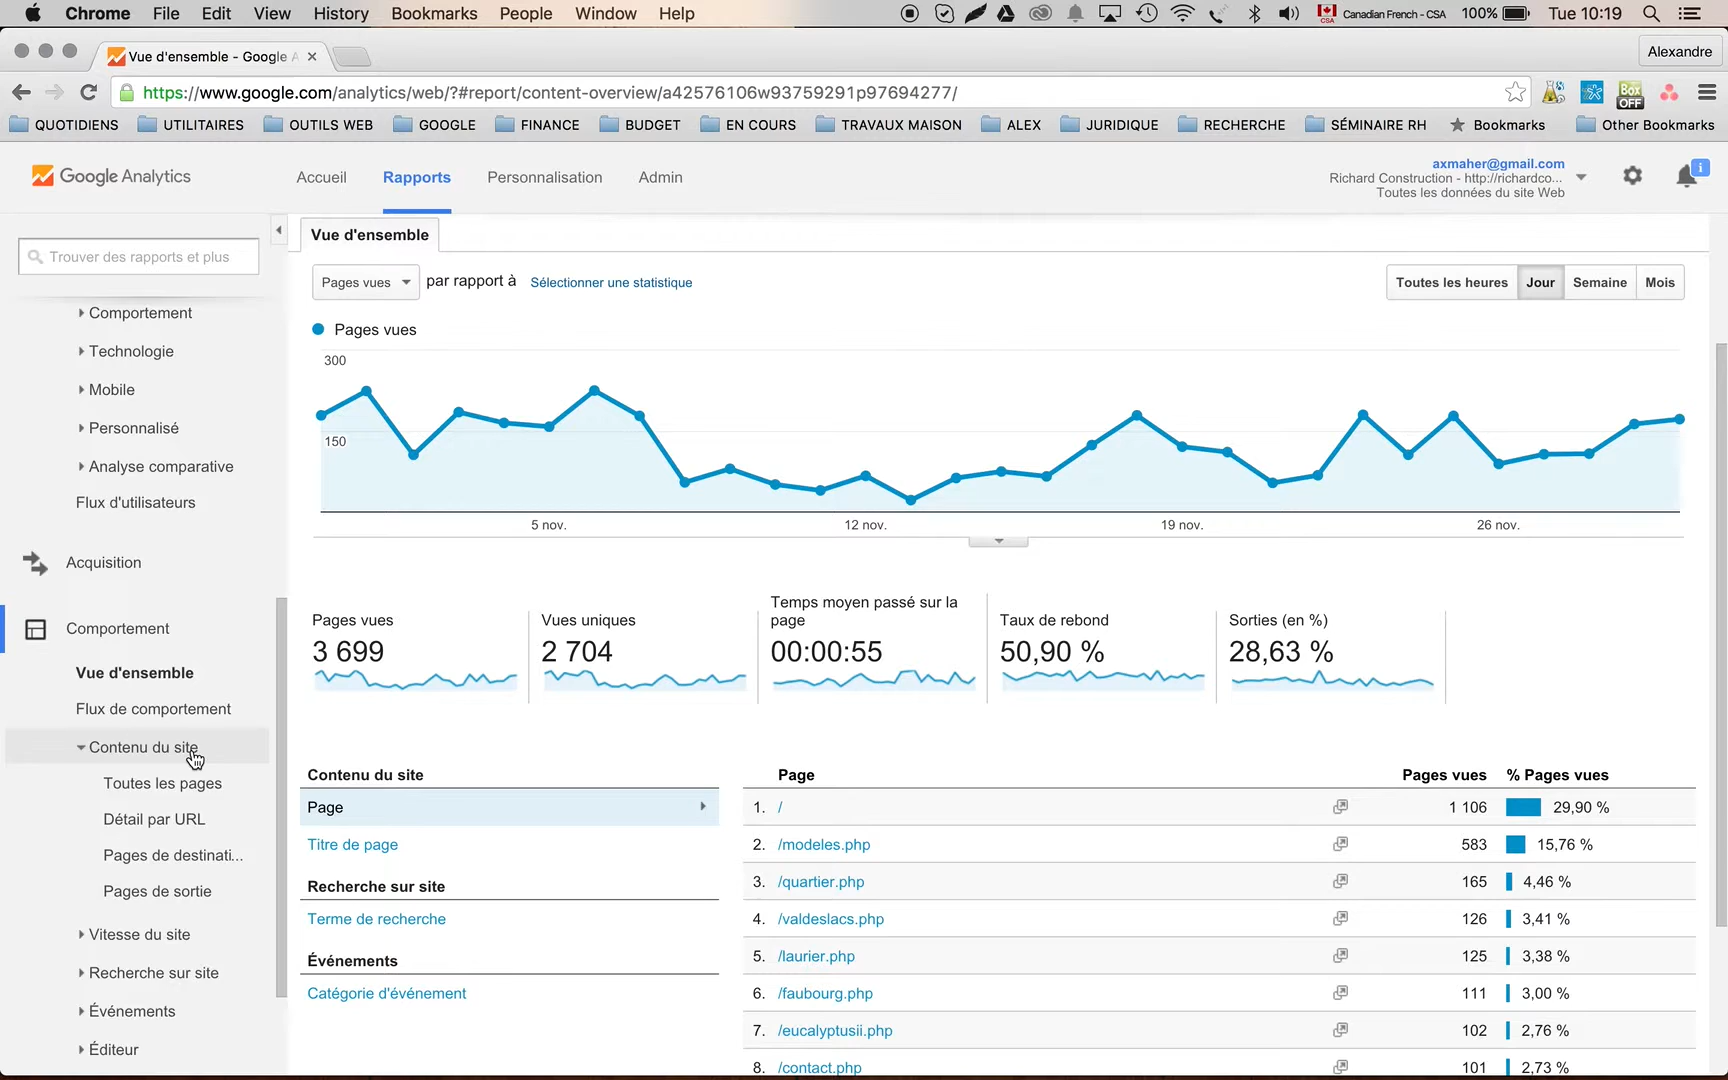 Chrome File Edit View History Bookmarks People Window Help CSA Canadian French - CSA 100% Tue 10:19
Vue d'ensemble - Google A
Alexandre
https://www.google.com/analytics/web/?#report/content-overview/a42576106w93759291p97694277/
Box OFF
QUOTIDIENS UTILITAIRES OUTILS WEB GOOGLE FINANCE BUDGET EN COURS TRAVAUX MAISON ALEX JURIDIQUE RECHERCHE SÉMINAIRE RH Bookmarks Other Bookmarks
Google Analytics
Accueil Rapports Personnalisation Admin
axmaher@gmail.com
Richard Construction - http://richardco...
Toutes les données du site Web
i
Trouver des rapports et plus
Comportement
Technologie
Mobile
Personnalisé
Analyse comparative
Flux d'utilisateurs
Acquisition
Comportement
Vue d'ensemble
Flux de comportement
Contenu du site
Toutes les pages
Détail par URL
Pages de destinati...
Pages de sortie
Vitesse du site
Recherche sur site
Événements
Éditeur
Vue d'ensemble
Pages vues par rapport à Sélectionner une statistique
Toutes les heures Jour Semaine Mois
Pages vues
300
150
5 nov. 12 nov. 19 nov. 26 nov.
Pages vues
3 699
Vues uniques
2 704
Temps moyen passé sur la
page
00:00:55
Taux de rebond
50,90 %
Sorties (en %)
28,63 %
Contenu du site
Page
Titre de page
Recherche sur site
Terme de recherche
Événements
Catégorie d'événement
Page Pages vues % Pages vues
1. / 1 106 29,90 %
2. /modeles.php 583 15,76 %
3. /quartier.php 165 4,46 %
4. /valdeslacs.php 126 3,41 %
5. /laurier.php 125 3,38 %
6. /faubourg.php 111 3,00 %
7. /eucalyptusii.php 102 2,76 %
8. /contact.php 101 2,73 %